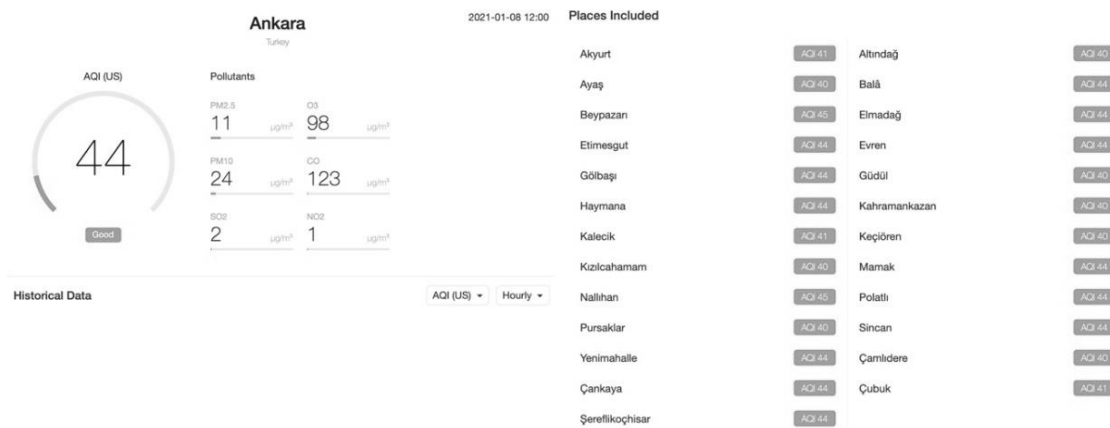 Ankara
Turkey
2021-01-08 12:00
AQI (US)
44
Good
Pollutants
PM2.5
11 µg/m³
O3
98 µg/m³
PM10
24 µg/m³
CO
123 µg/m³
SO2
2 µg/m³
NO2
1 µg/m³
Historical Data
AQI (US)
Hourly
Places Included
Akyurt AQI 41
Altındağ AQI 40
Ayaş AQI 40
Balâ AQI 44
Beypazarı AQI 45
Elmadağ AQI 44
Etimesgut AQI 44
Evren AQI 44
Gölbaşı AQI 44
Güdül AQI 40
Haymana AQI 44
Kahramankazan AQI 40
Kalecik AQI 41
Keçiören AQI 40
Kızılcahamam AQI 40
Mamak AQI 44
Nallıhan AQI 45
Polatlı AQI 44
Pursaklar AQI 40
Sincan AQI 44
Yenimahalle AQI 44
Çamlıdere AQI 40
Çankaya AQI 44
Çubuk AQI 41
Şereflikoçhisar AQI 44